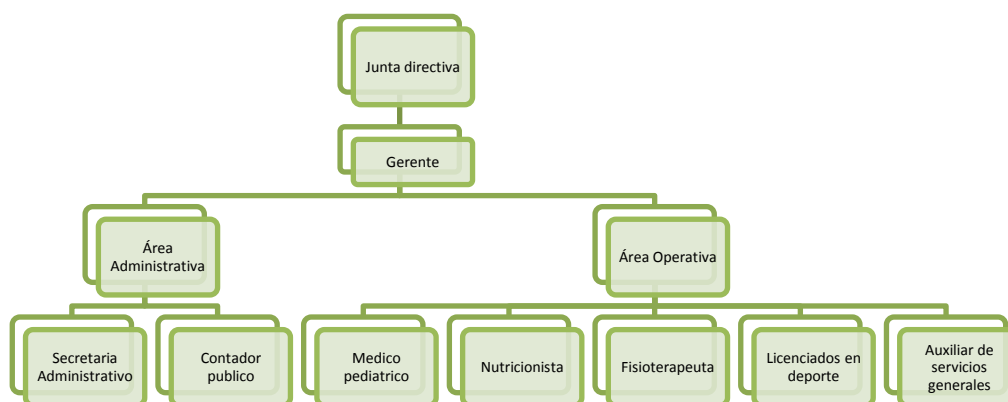 Junta directiva
Gerente
Área
Administrativa
Área Operativa
Secretaria
Administrativo
Contador
publico
Medico
pediatrico
Nutricionista
Fisioterapeuta
Licenciados en
deporte
Auxiliar de
servicios
generales